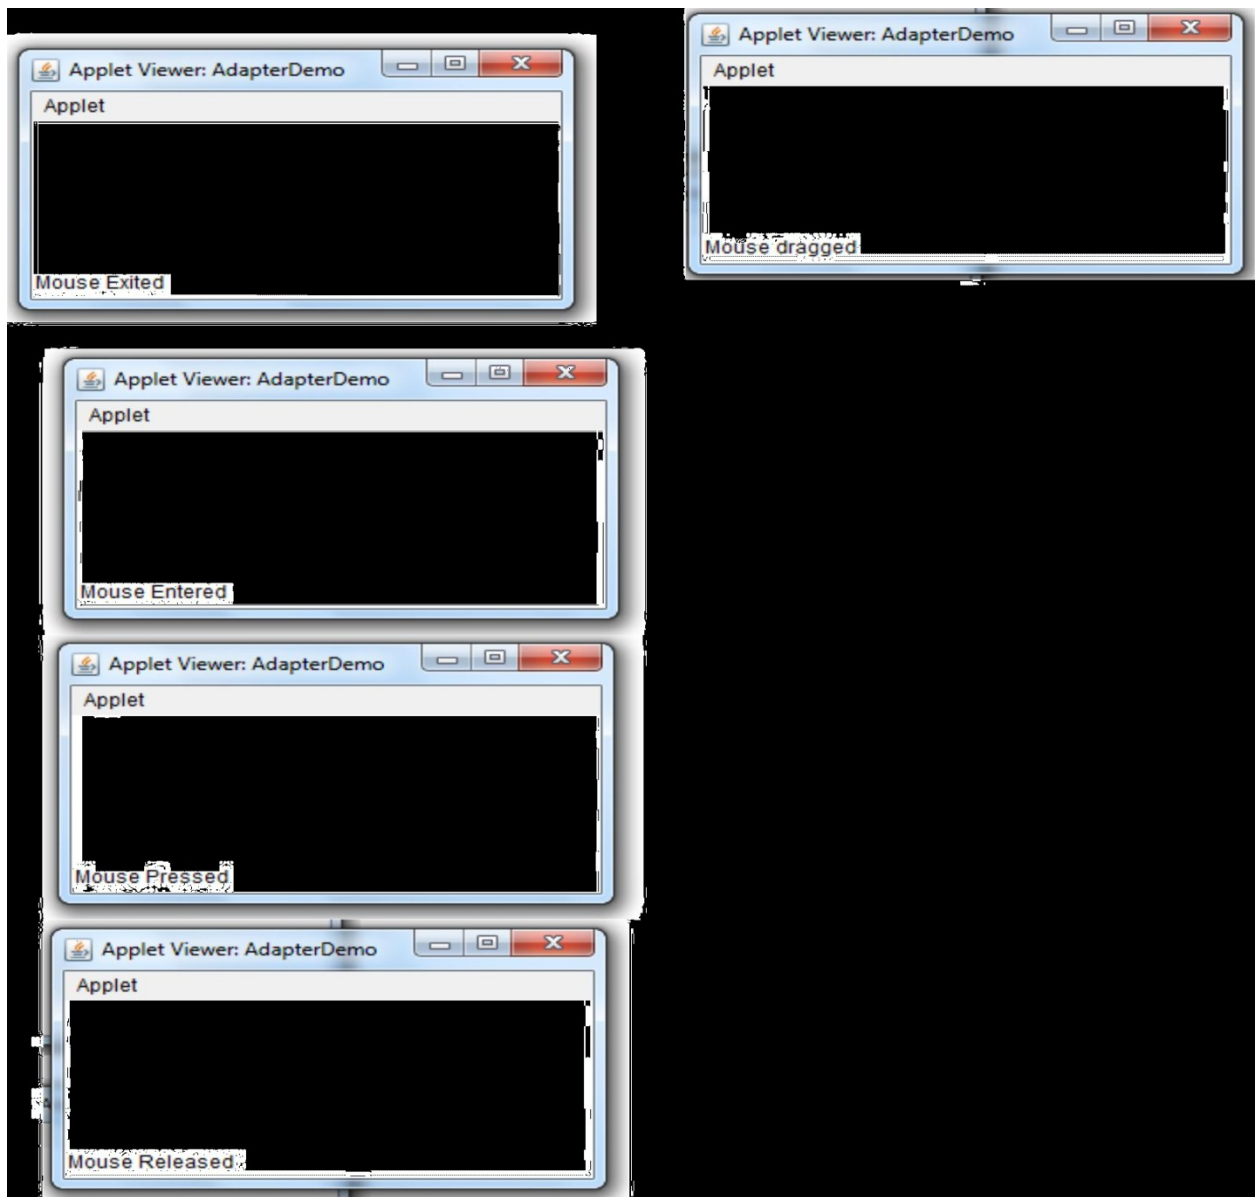 Applet Viewer: AdapterDemo
Applet
Mouse Exited
Applet Viewer: AdapterDemo
Applet
Mouse dragged
Applet Viewer: AdapterDemo
Applet
Mouse Entered
Applet Viewer: AdapterDemo
Applet
Mouse Pressed
Applet Viewer: AdapterDemo
Applet
Mouse Released